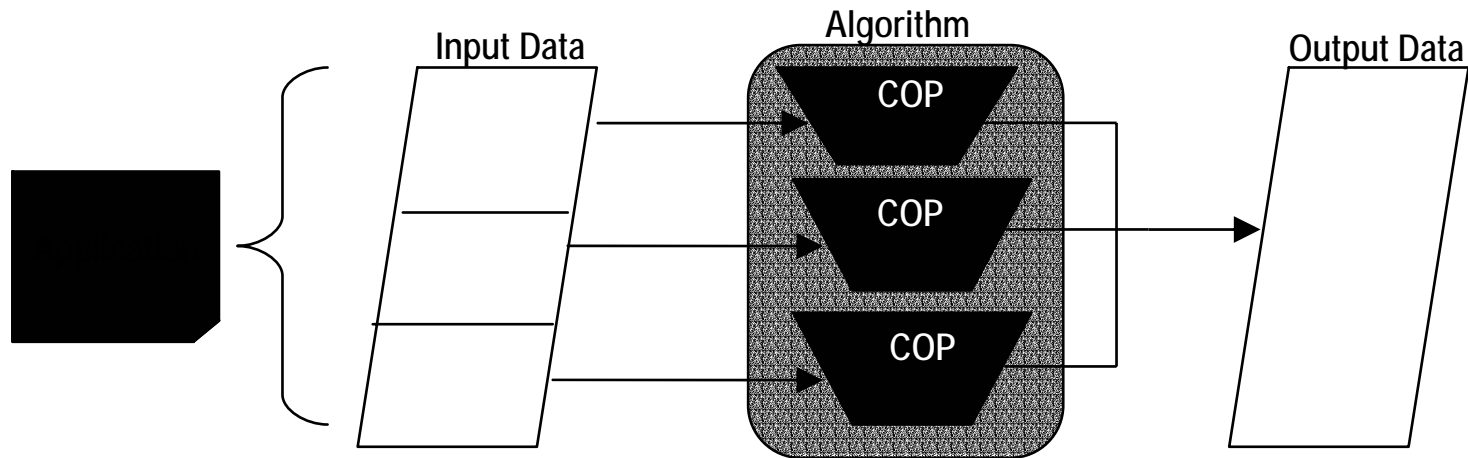 Algorithm
Input Data
Output Data
COP
COP
COP